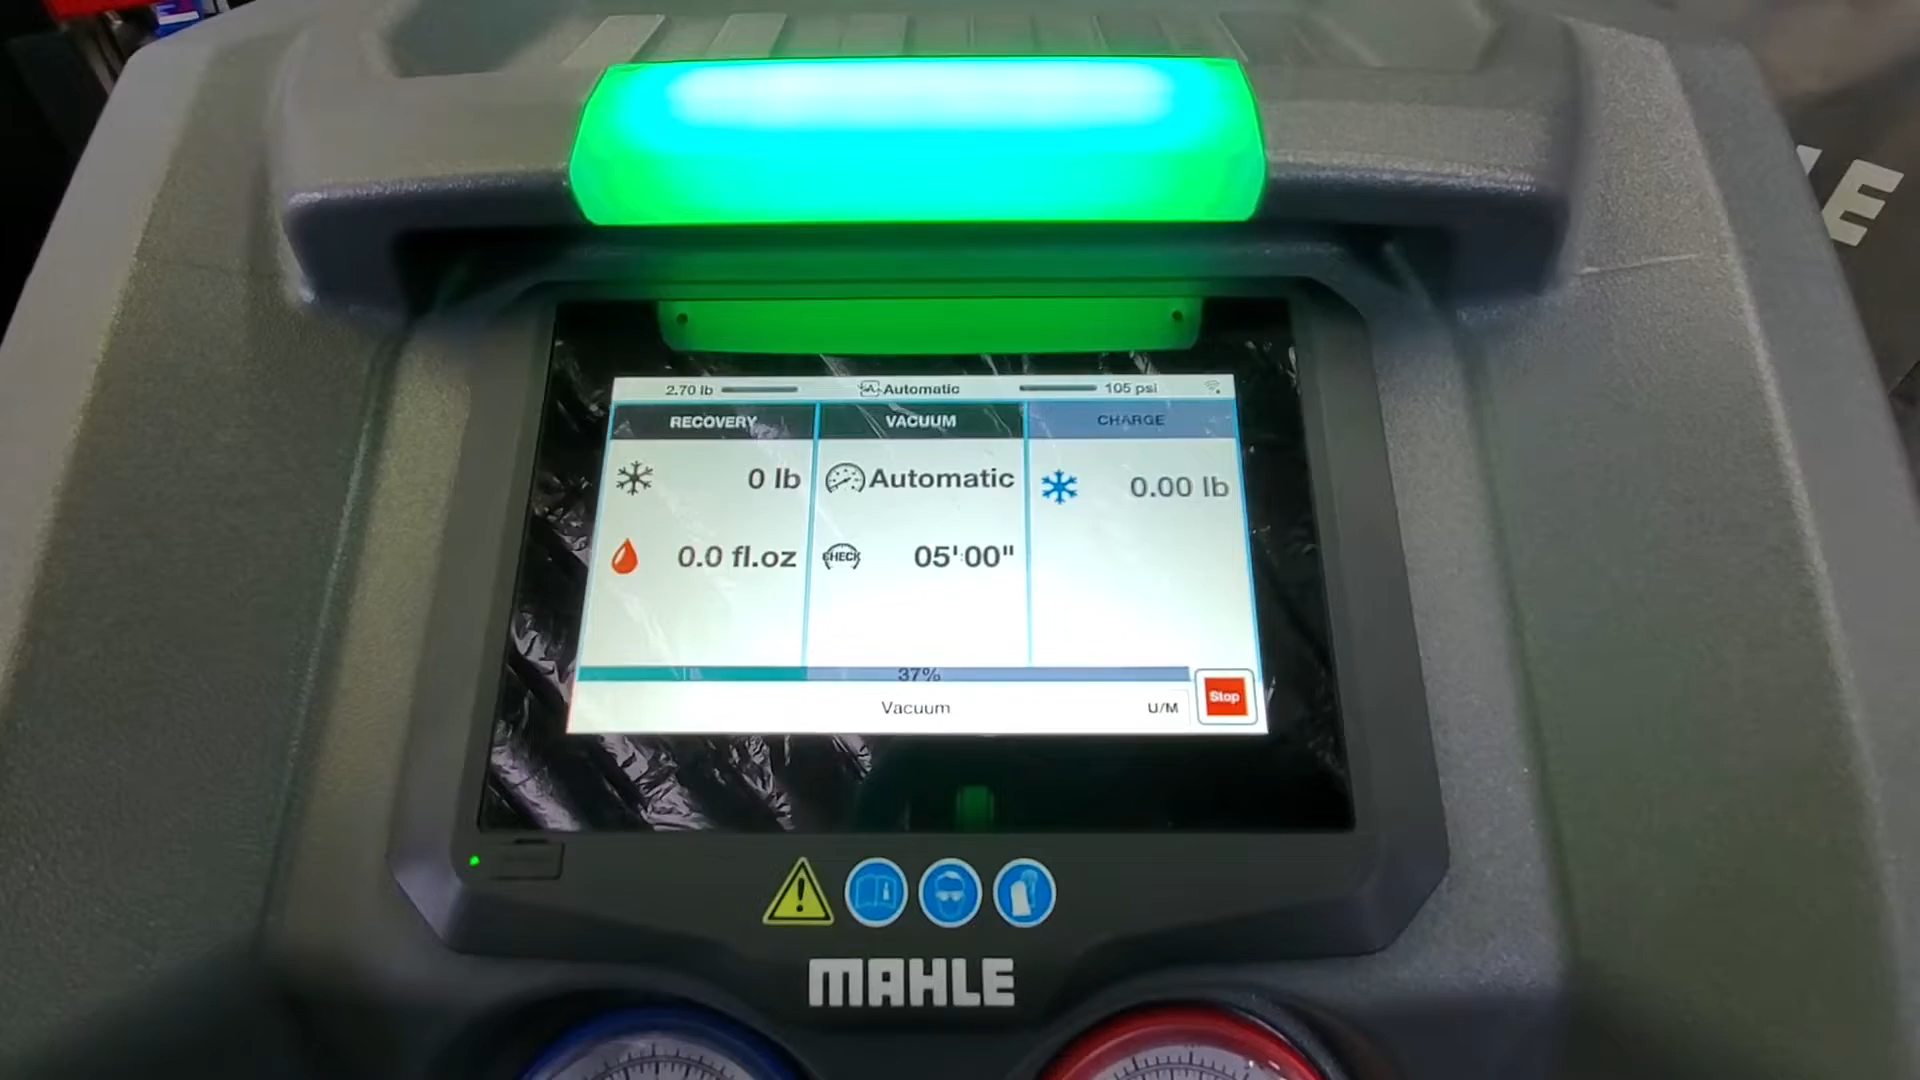 2.70 lb Automatic 105 psi
RECOVERY VACUUM CHARGE
0 lb Automatic 0.00 lb
0.0 fl.oz CHECK 05':00"
37%
Vacuum U/M Stop
MAHLE
LE